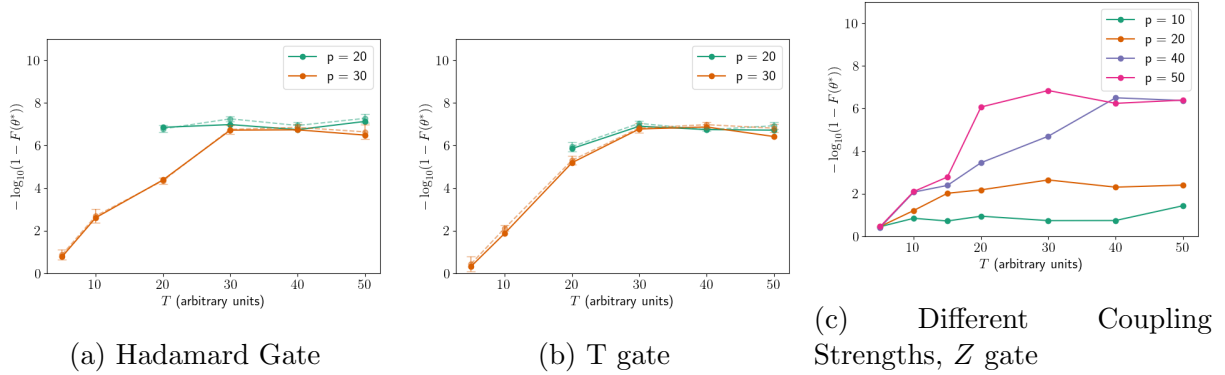 10
8
6
4
2
0
− log₁₀(1 − F(θ*))
p = 20
p = 30
10 20 30 40 50
T (arbitrary units)
(a) Hadamard Gate
10
8
6
4
2
0
− log₁₀(1 − F(θ*))
p = 20
p = 30
10 20 30 40 50
T (arbitrary units)
(b) T gate
10
8
6
4
2
0
− log₁₀(1 − F(θ*))
p = 10
p = 20
p = 40
p = 50
10 20 30 40 50
T (arbitrary units)
(c) Different Coupling
Strengths, Z gate